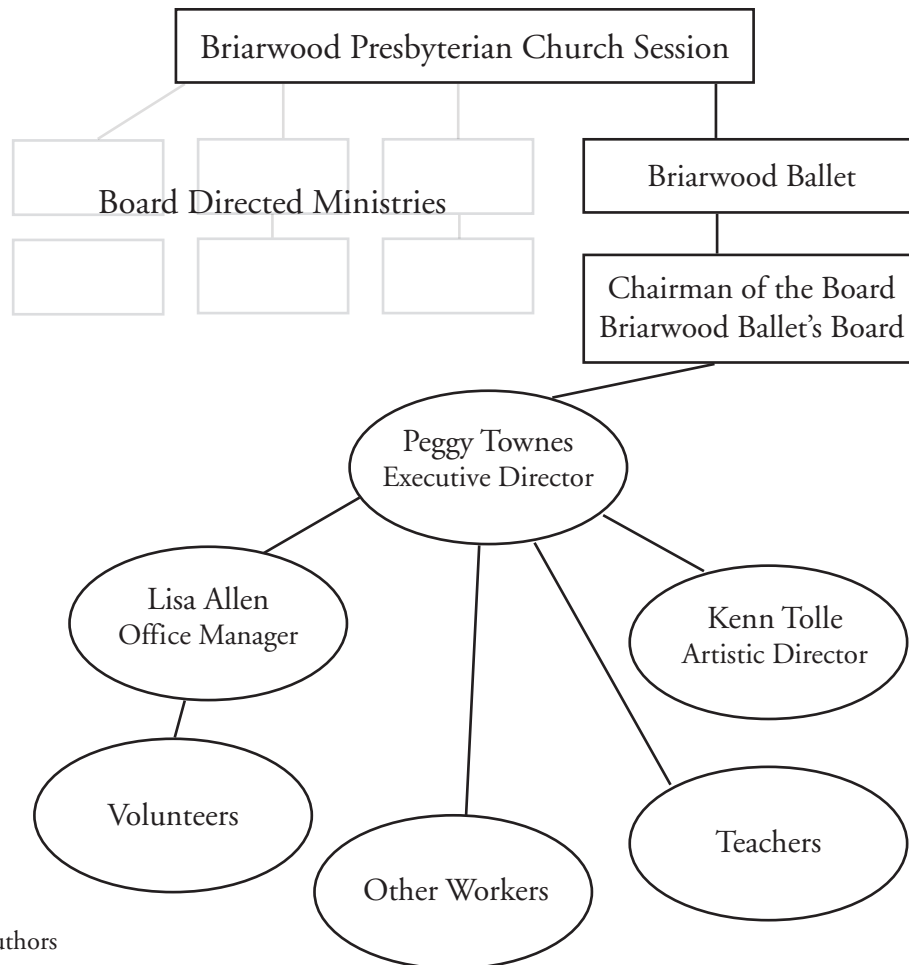 Briarwood Presbyterian Church Session
Board Directed Ministries
Briarwood Ballet
Chairman of the Board
Briarwood Ballet’s Board
Peggy Townes
Executive Director
Lisa Allen
Office Manager
Kenn Tolle
Artistic Director
Volunteers
Other Workers
Teachers